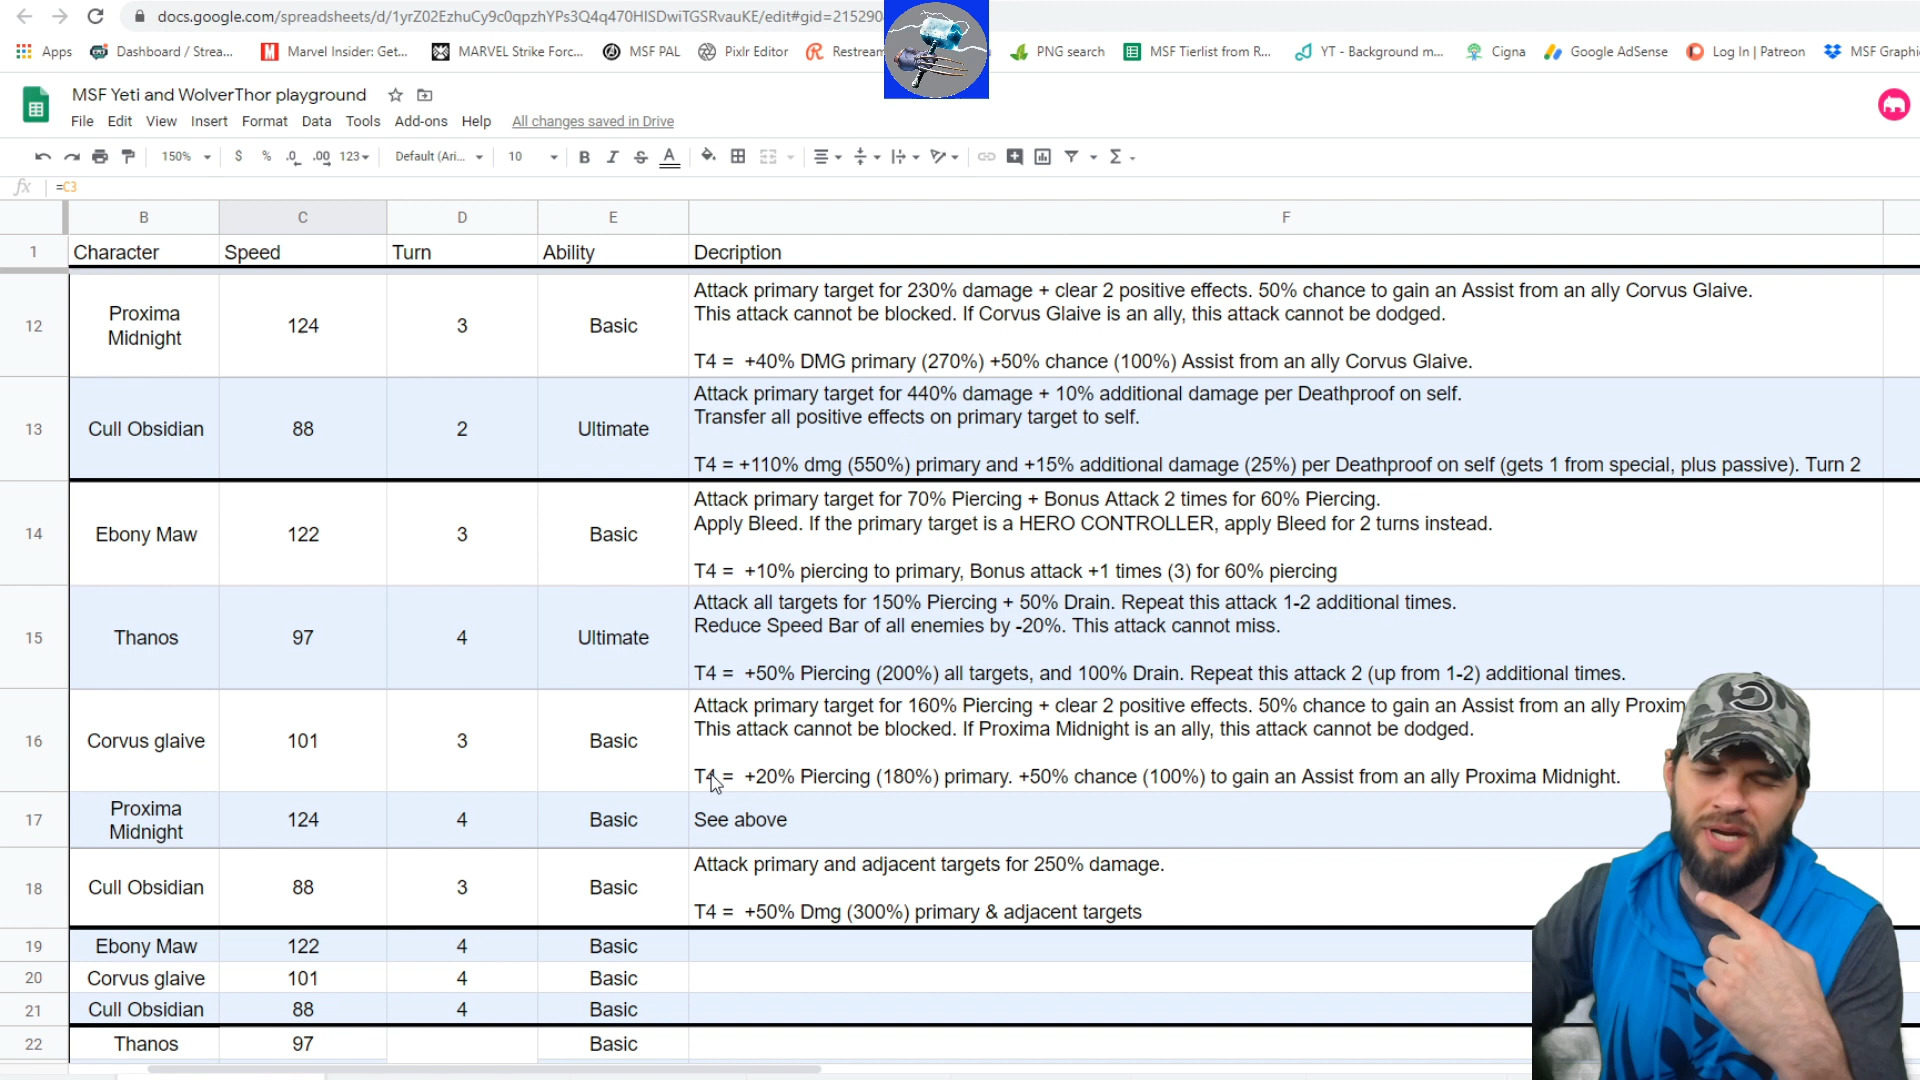 docs.google.com/spreadsheets/d/1yrZ02EzhuCy9c0qpzhYPs3Q4q470HISDwiTGSRvauKE/edit#gid=215290
Apps Dashboard / Strea... Marvel Insider: Get... MARVEL Strike Forc... MSF PAL Pixlr Editor Restream PNG search MSF Tierlist from R... YT - Background m... Cigna Google AdSense Log In | Patreon MSF Graphi
MSF Yeti and WolverThor playground
File Edit View Insert Format Data Tools Add-ons Help All changes saved in Drive
150% $ % .0 .00 123 Default (Ari... 10 B I S A Σ
fx =C3
B C D E F
1 Character Speed Turn Ability Decription
12 Proxima Midnight 124 3 Basic
Attack primary target for 230% damage + clear 2 positive effects. 50% chance to gain an Assist from an ally Corvus Glaive.
This attack cannot be blocked. If Corvus Glaive is an ally, this attack cannot be dodged.
T4 = +40% DMG primary (270%) +50% chance (100%) Assist from an ally Corvus Glaive.
13 Cull Obsidian 88 2 Ultimate
Attack primary target for 440% damage + 10% additional damage per Deathproof on self.
Transfer all positive effects on primary target to self.
T4 = +110% dmg (550%) primary and +15% additional damage (25%) per Deathproof on self (gets 1 from special, plus passive). Turn 2
14 Ebony Maw 122 3 Basic
Attack primary target for 70% Piercing + Bonus Attack 2 times for 60% Piercing.
Apply Bleed. If the primary target is a HERO CONTROLLER, apply Bleed for 2 turns instead.
T4 = +10% piercing to primary, Bonus attack +1 times (3) for 60% piercing
15 Thanos 97 4 Ultimate
Attack all targets for 150% Piercing + 50% Drain. Repeat this attack 1-2 additional times.
Reduce Speed Bar of all enemies by -20%. This attack cannot miss.
T4 = +50% Piercing (200%) all targets, and 100% Drain. Repeat this attack 2 (up from 1-2) additional times.
16 Corvus glaive 101 3 Basic
Attack primary target for 160% Piercing + clear 2 positive effects. 50% chance to gain an Assist from an ally Proxim
This attack cannot be blocked. If Proxima Midnight is an ally, this attack cannot be dodged.
T4 = +20% Piercing (180%) primary. +50% chance (100%) to gain an Assist from an ally Proxima Midnight.
17 Proxima Midnight 124 4 Basic See above
18 Cull Obsidian 88 3 Basic
Attack primary and adjacent targets for 250% damage.
T4 = +50% Dmg (300%) primary & adjacent targets
19 Ebony Maw 122 4 Basic
20 Corvus glaive 101 4 Basic
21 Cull Obsidian 88 4 Basic
22 Thanos 97 Basic